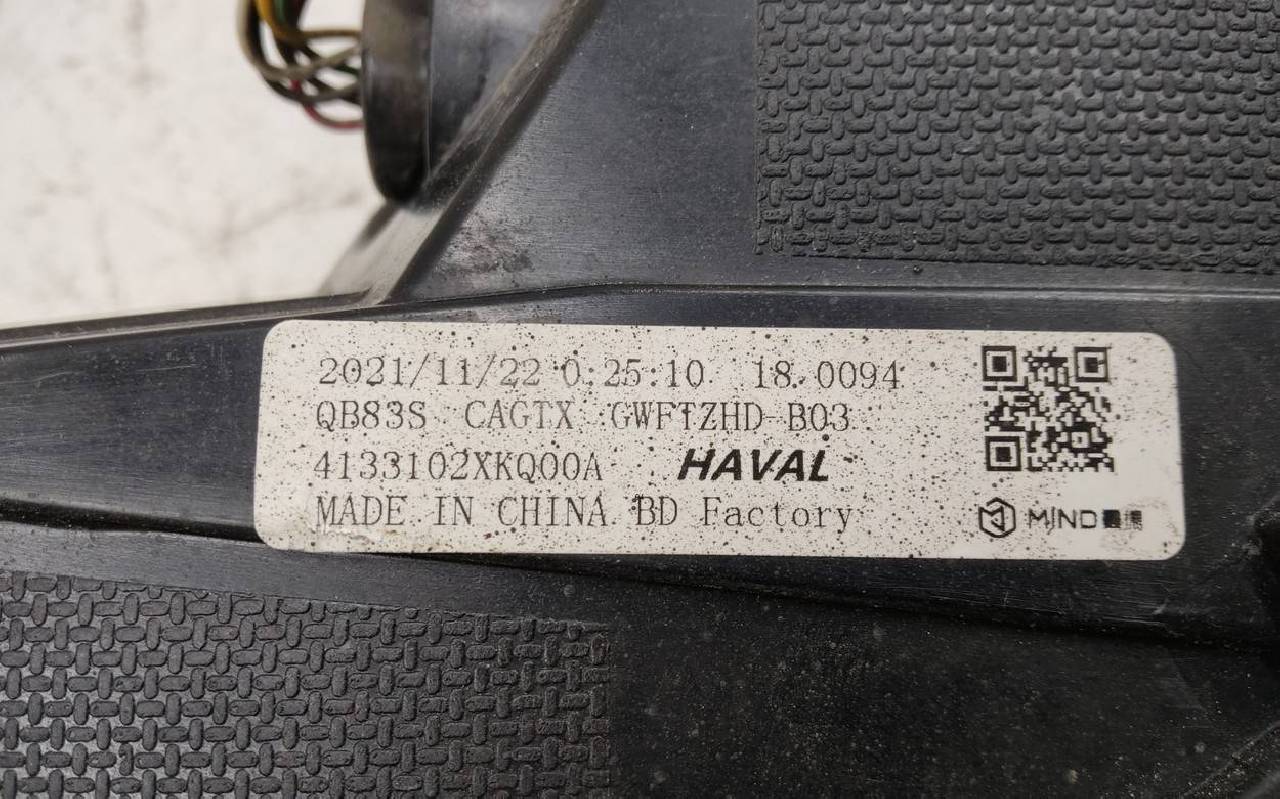 2021/11/22 0:25:10 18.0094
QB83S CAGTX GWFTZHD-B03
4133102XKQ00A HAVAL
MADE IN CHINA BD Factory
MIND